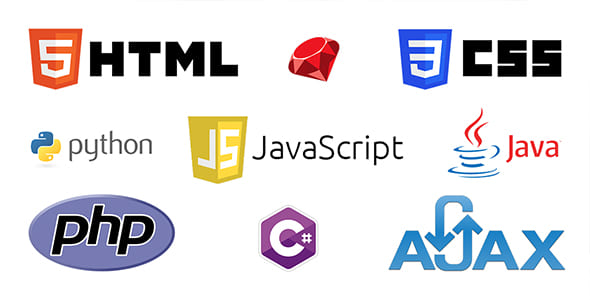 5 HTML
3 CSS
python
JS JavaScript
Java
php
C#
AJAX